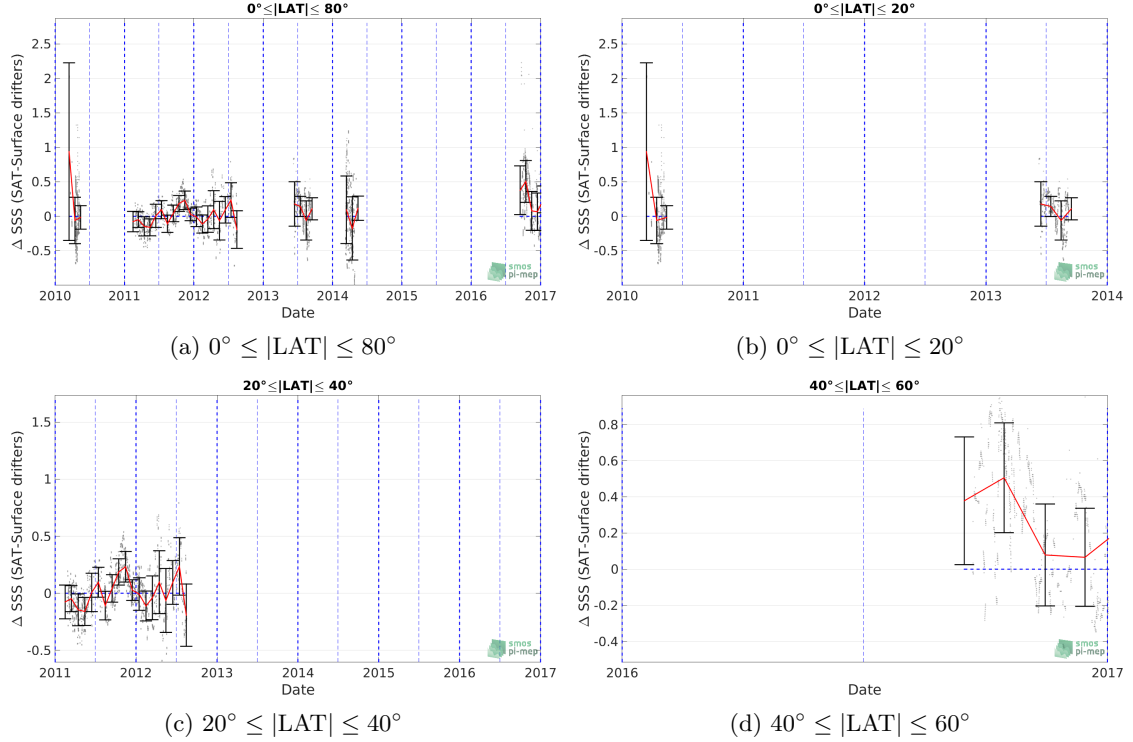 0°≤|LAT|≤ 80°
Δ SSS (SAT-Surface drifters)
2.5
2
1.5
1
0.5
0
-0.5
2010 2011 2012 2013 2014 2015 2016 2017
Date
smos
pi-mep
(a) 0° ≤ |LAT| ≤ 80°
0°≤|LAT|≤ 20°
Δ SSS (SAT-Surface drifters)
2.5
2
1.5
1
0.5
0
-0.5
2010 2011 2012 2013 2014
Date
smos
pi-mep
(b) 0° ≤ |LAT| ≤ 20°
20°≤|LAT|≤ 40°
Δ SSS (SAT-Surface drifters)
1.5
1
0.5
0
-0.5
2011 2012 2013 2014 2015 2016 2017
Date
smos
pi-mep
(c) 20° ≤ |LAT| ≤ 40°
40°≤|LAT|≤ 60°
Δ SSS (SAT-Surface drifters)
0.8
0.6
0.4
0.2
0
-0.2
-0.4
2016 2017
Date
smos
pi-mep
(d) 40° ≤ |LAT| ≤ 60°